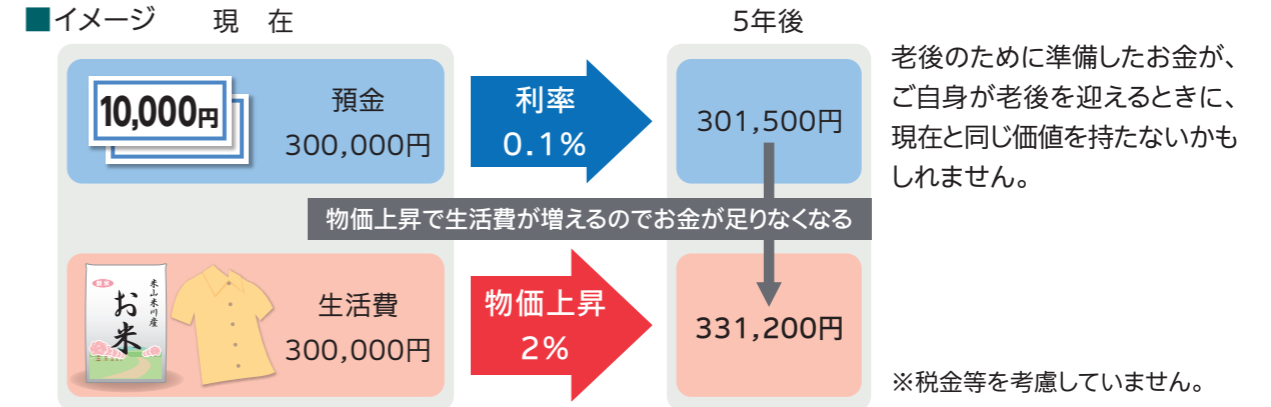 ■イメージ
現　在
5年後
10,000円
預金
300,000円
利率
0.1%
301,500円
物価上昇で生活費が増えるのでお金が足りなくなる
米山米川産
お米
生活費
300,000円
物価上昇
2%
331,200円
老後のために準備したお金が、
ご自身が老後を迎えるときに、
現在と同じ価値を持たないかも
しれません。
※税金等を考慮していません。